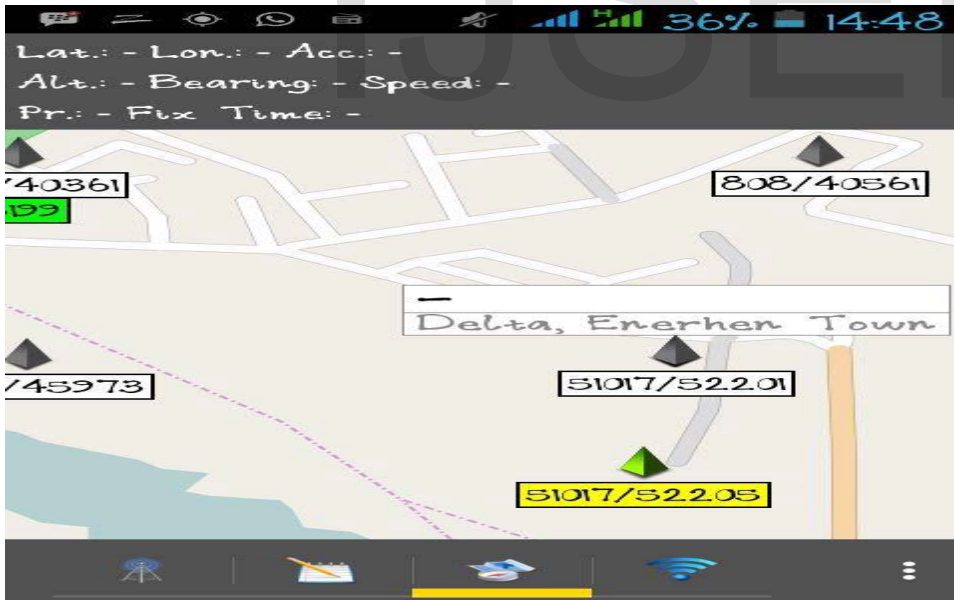 H 36% 14:48
Lat.: - Lon.: - Acc.: -
Alt.: - Bearing: - Speed: -
Pr.: - Fix Time: -
/40361
808/40561
199
—
Delta, Enerhen Town
/45973
51017/52201
51017/52205